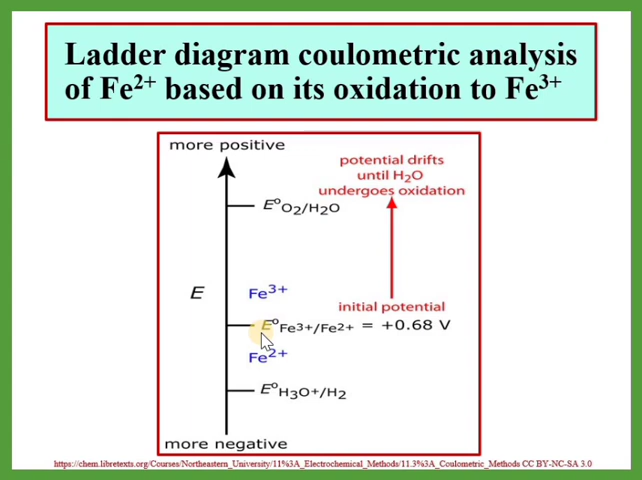 Ladder diagram coulometric analysis
of Fe²⁺ based on its oxidation to Fe³⁺
more positive
potential drifts
until H₂O
undergoes oxidation
E°O₂/H₂O
E
Fe³⁺
initial potential
E°Fe³⁺/Fe²⁺ = +0.68 V
Fe²⁺
E°H₃O⁺/H₂
more negative
https://chem.libretexts.org/Courses/Northeastern_University/11%3A_Electrochemical_Methods/11.3%3A_Coulometric_Methods CC BY-NC-SA 3.0